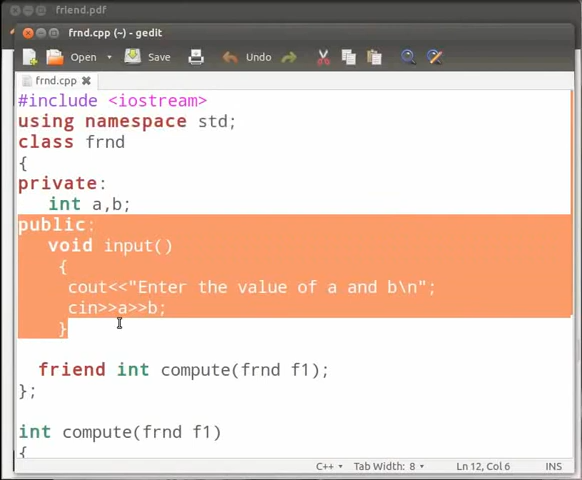 friend.pdf
frnd.cpp (~) - gedit
Open Save Undo
frnd.cpp
#include <iostream>
using namespace std;
class frnd
{
private:
int a,b;
public:
void input()
{
cout<<"Enter the value of a and b\n";
cin>>a>>b;
}
friend int compute(frnd f1);
};
int compute(frnd f1)
{
C++ Tab Width: 8 Ln 12, Col 6 INS